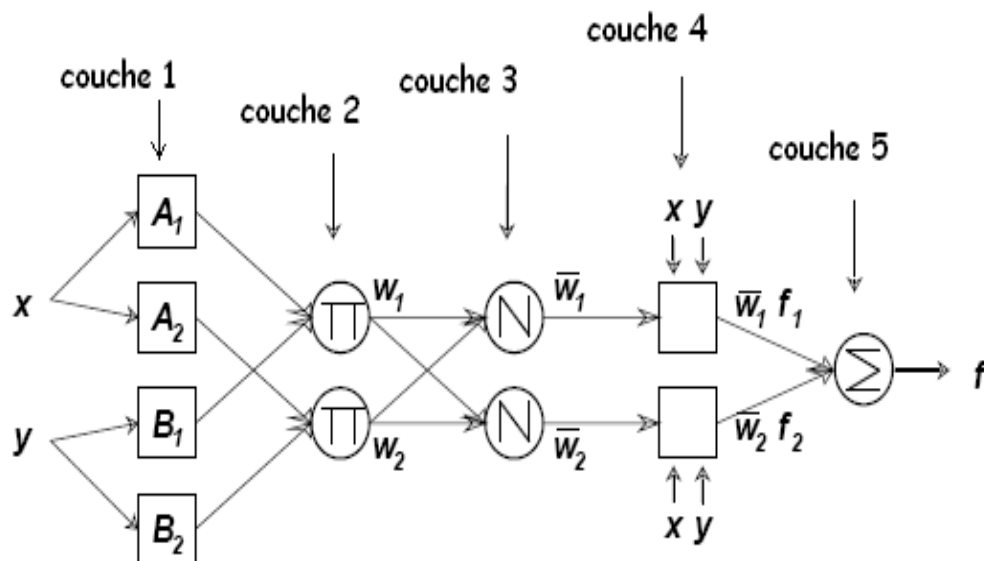 couche 1
couche 2
couche 3
couche 4
couche 5
x
y
A₁
A₂
B₁
B₂
Π
Π
w₁
w₂
N
N
w̅₁
w̅₂
x y
x y
w̅₁ f₁
w̅₂ f₂
Σ
f